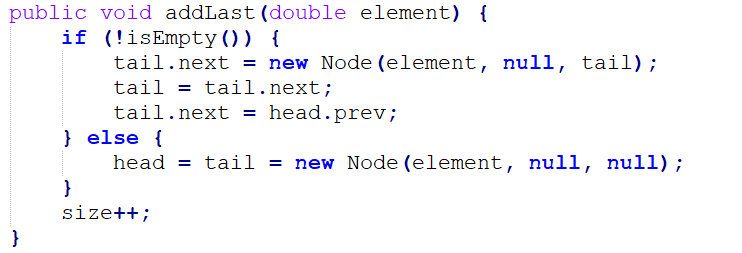 public void addLast(double element) {
    if (!isEmpty()) {
        tail.next = new Node(element, null, tail);
        tail = tail.next;
        tail.next = head.prev;
    } else {
        head = tail = new Node(element, null, null);
    }
    size++;
}